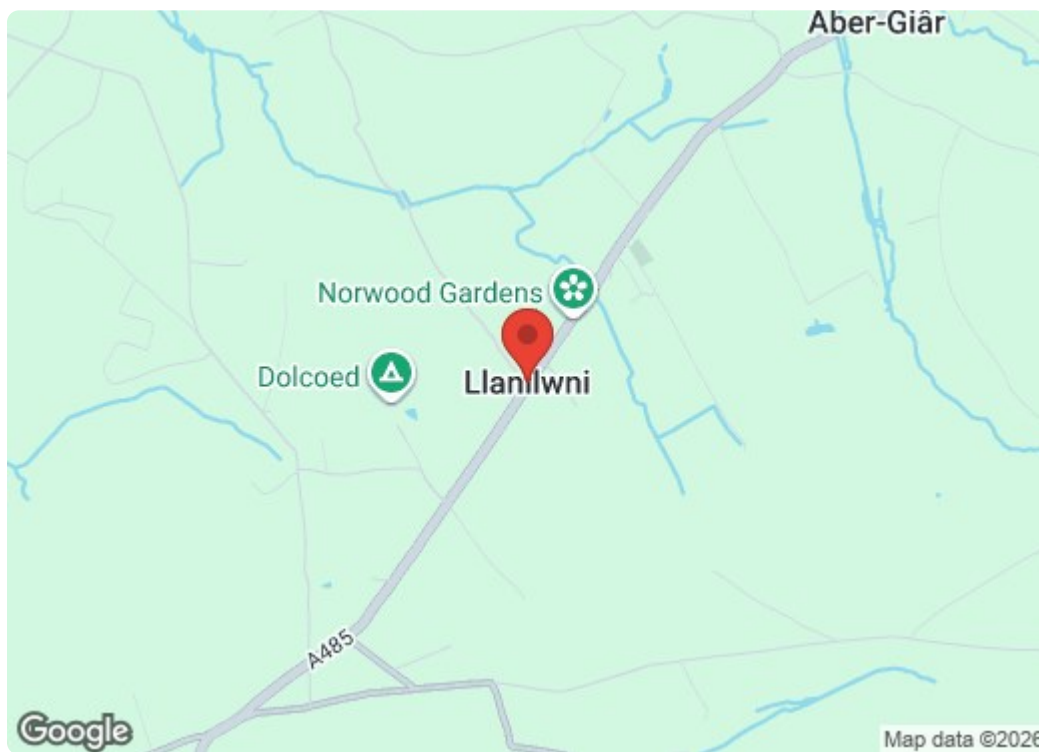 Aber-Giâr
Norwood Gardens
Dolcoed
Llanllwni
A485
Google
Map data ©2026